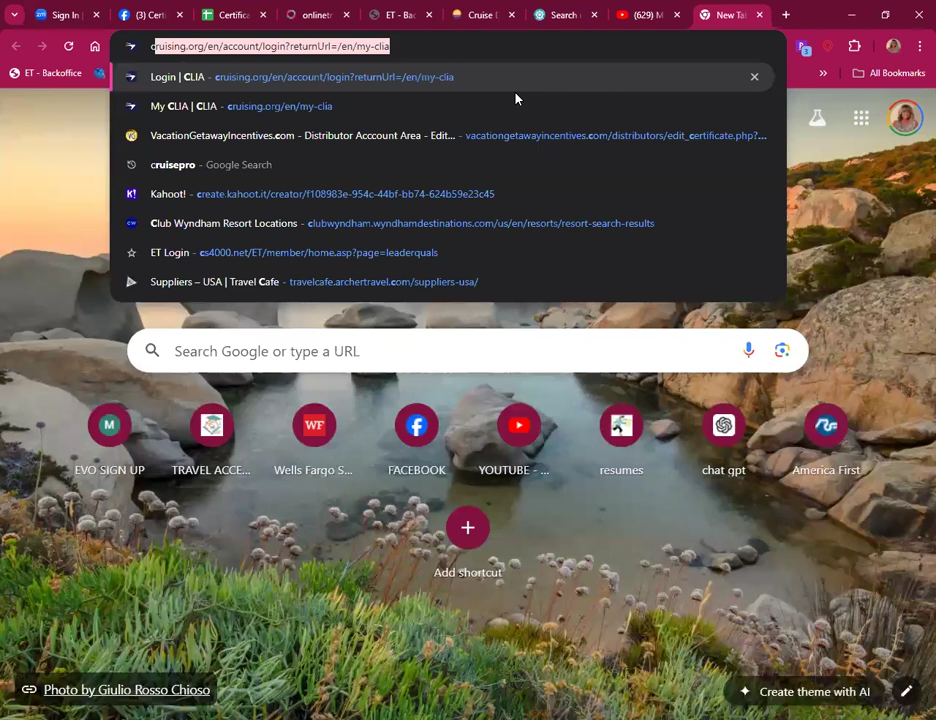 Sign In |
(3) Cert
Certifica
onlinetr
ET - Bac
Cruise D
Search r
(629) M
New Ta
cruising.org/en/account/login?returnUrl=/en/my-clia
3
ET - Backoffice
All Bookmarks
Login | CLIA - cruising.org/en/account/login?returnUrl=/en/my-clia
My CLIA | CLIA - cruising.org/en/my-clia
VacationGetawayIncentives.com - Distributor Acccount Area - Edit... - vacationgetawayincentives.com/distributors/edit_certificate.php?...
cruisepro - Google Search
K! Kahoot! - create.kahoot.it/creator/f108983e-954c-44bf-bb74-624b59e23c45
CW Club Wyndham Resort Locations - clubwyndham.wyndhamdestinations.com/us/en/resorts/resort-search-results
ET Login - cs4000.net/ET/member/home.asp?page=leaderquals
Suppliers – USA | Travel Cafe - travelcafe.archertravel.com/suppliers-usa/
Search Google or type a URL
M
WF
EVO SIGN UP
TRAVEL ACCE...
Wells Fargo S...
FACEBOOK
YOUTUBE - ...
resumes
chat gpt
America First
Add shortcut
Photo by Giulio Rosso Chioso
Create theme with AI